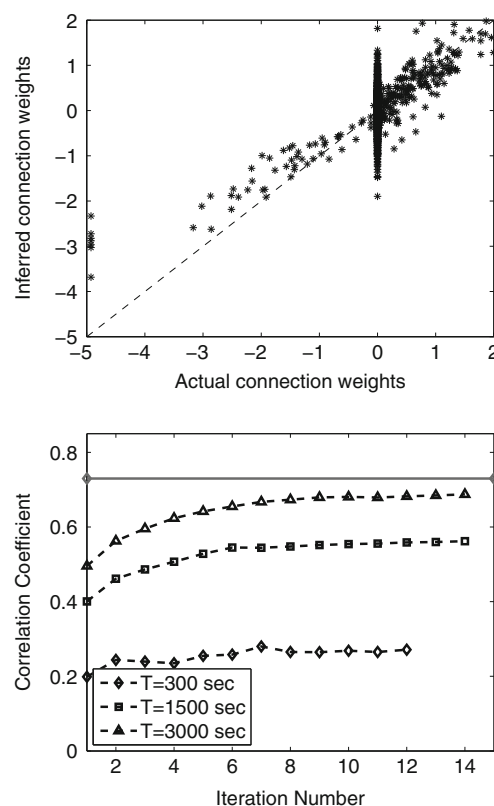 2
1
0
−1
−2
−3
−4
−5
Inferred connection weights
−5 −4 −3 −2 −1 0 1 2
Actual connection weights
0.8
0.6
0.4
0.2
0
Correlation Coefficient
T=300 sec
T=1500 sec
T=3000 sec
2 4 6 8 10 12 14
Iteration Number